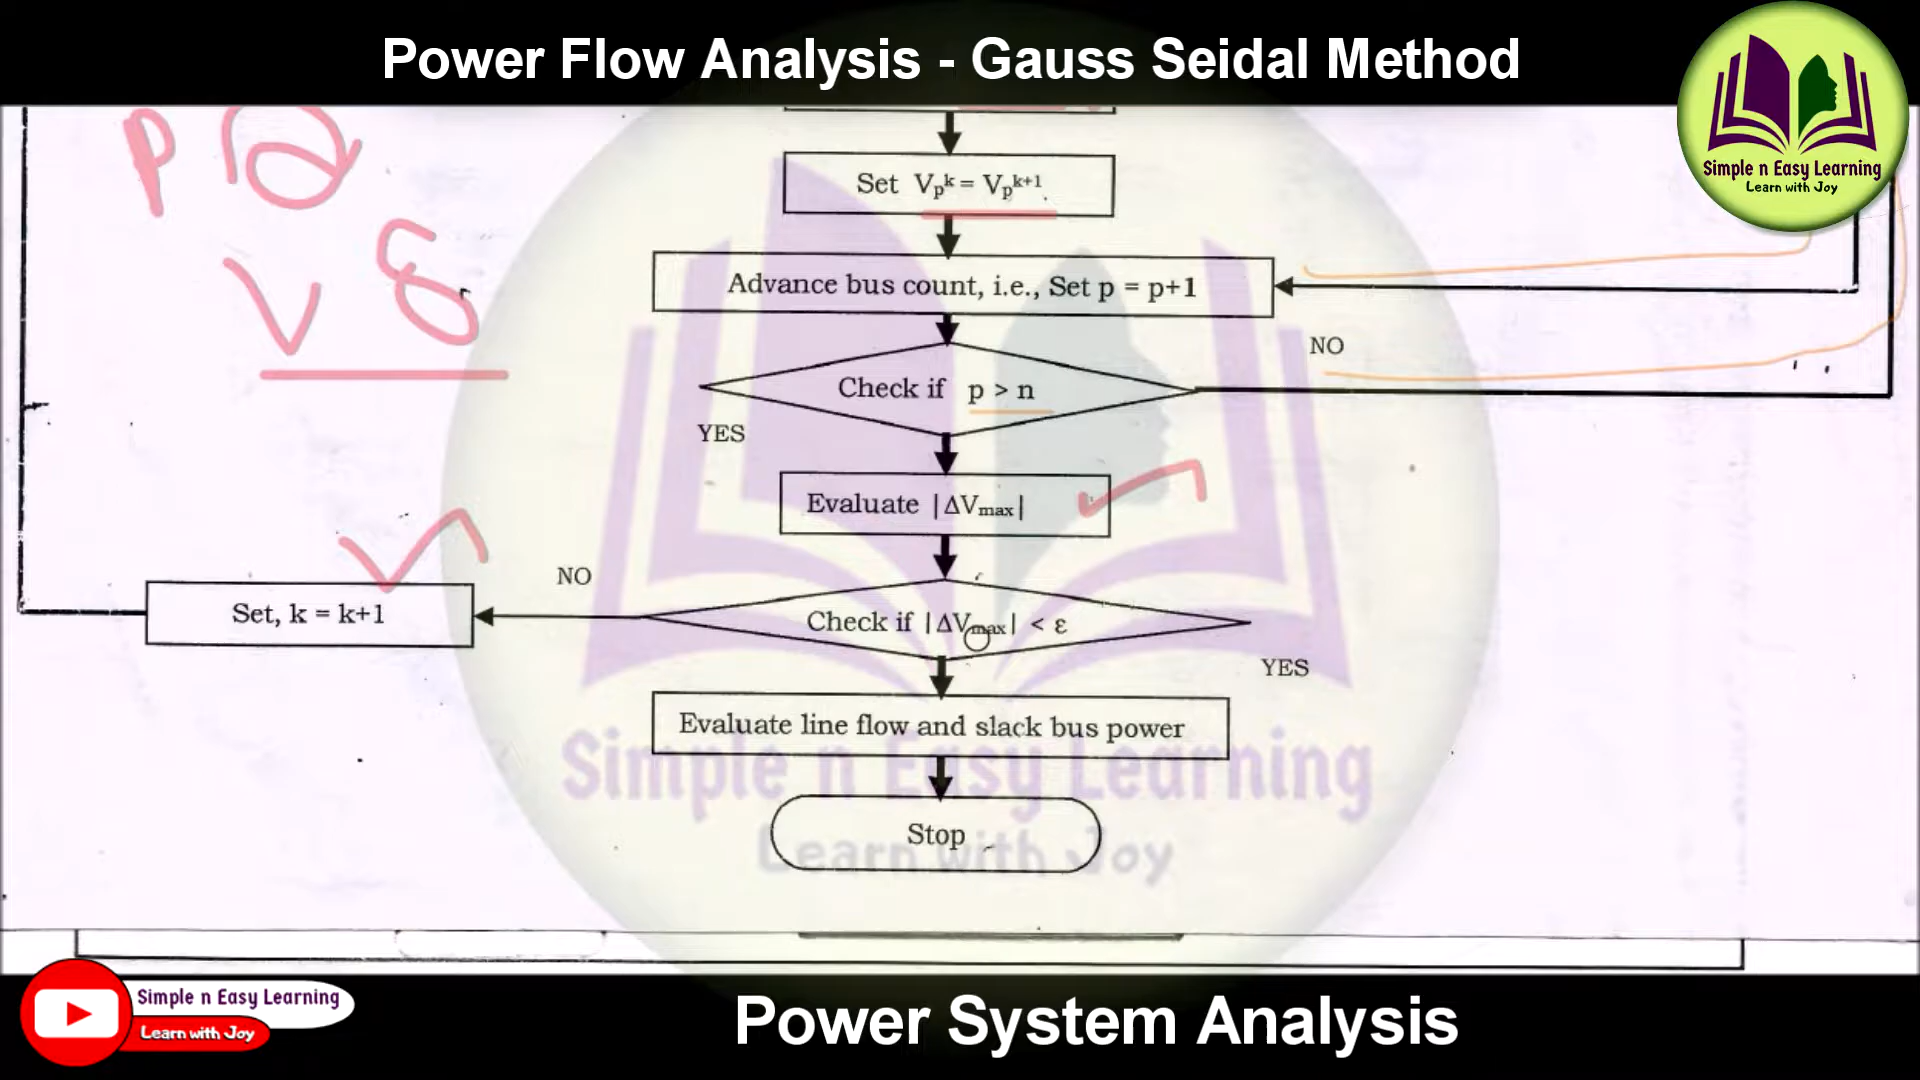 Power Flow Analysis - Gauss Seidal Method
Simple n Easy Learning
Learn with Joy
P Q
V δ
Set Vpᵏ = Vpᵏ⁺¹
Advance bus count, i.e., Set p = p+1
NO
Check if p > n
YES
Evaluate |ΔVmax|
NO
Set, k = k+1
Check if |ΔVmax| < ε
YES
Evaluate line flow and slack bus power
Simple n Easy Learning
Stop
Learn with Joy
Simple n Easy Learning
Learn with Joy
Power System Analysis